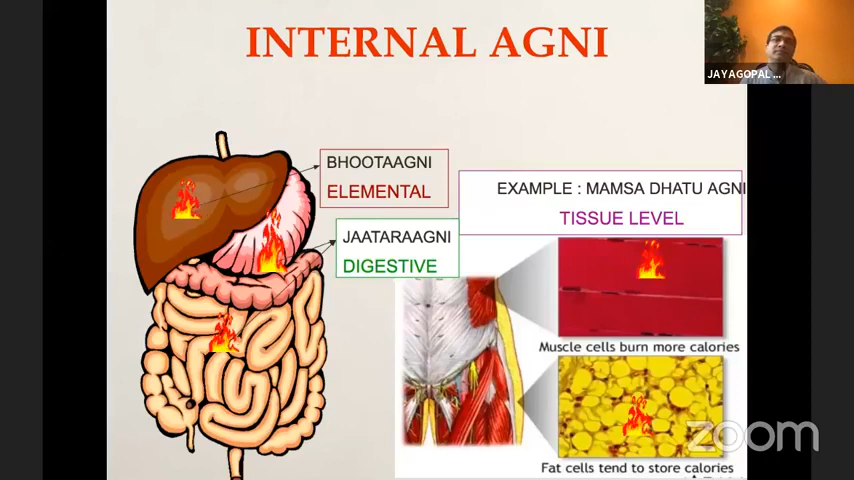 INTERNAL AGNI
JAYAGOPAL ...
BHOOTAAGNI
ELEMENTAL
JAATARAAGNI
DIGESTIVE
EXAMPLE : MAMSA DHATU AGNI
TISSUE LEVEL
Muscle cells burn more calories
Fat cells tend to store calories
zoom